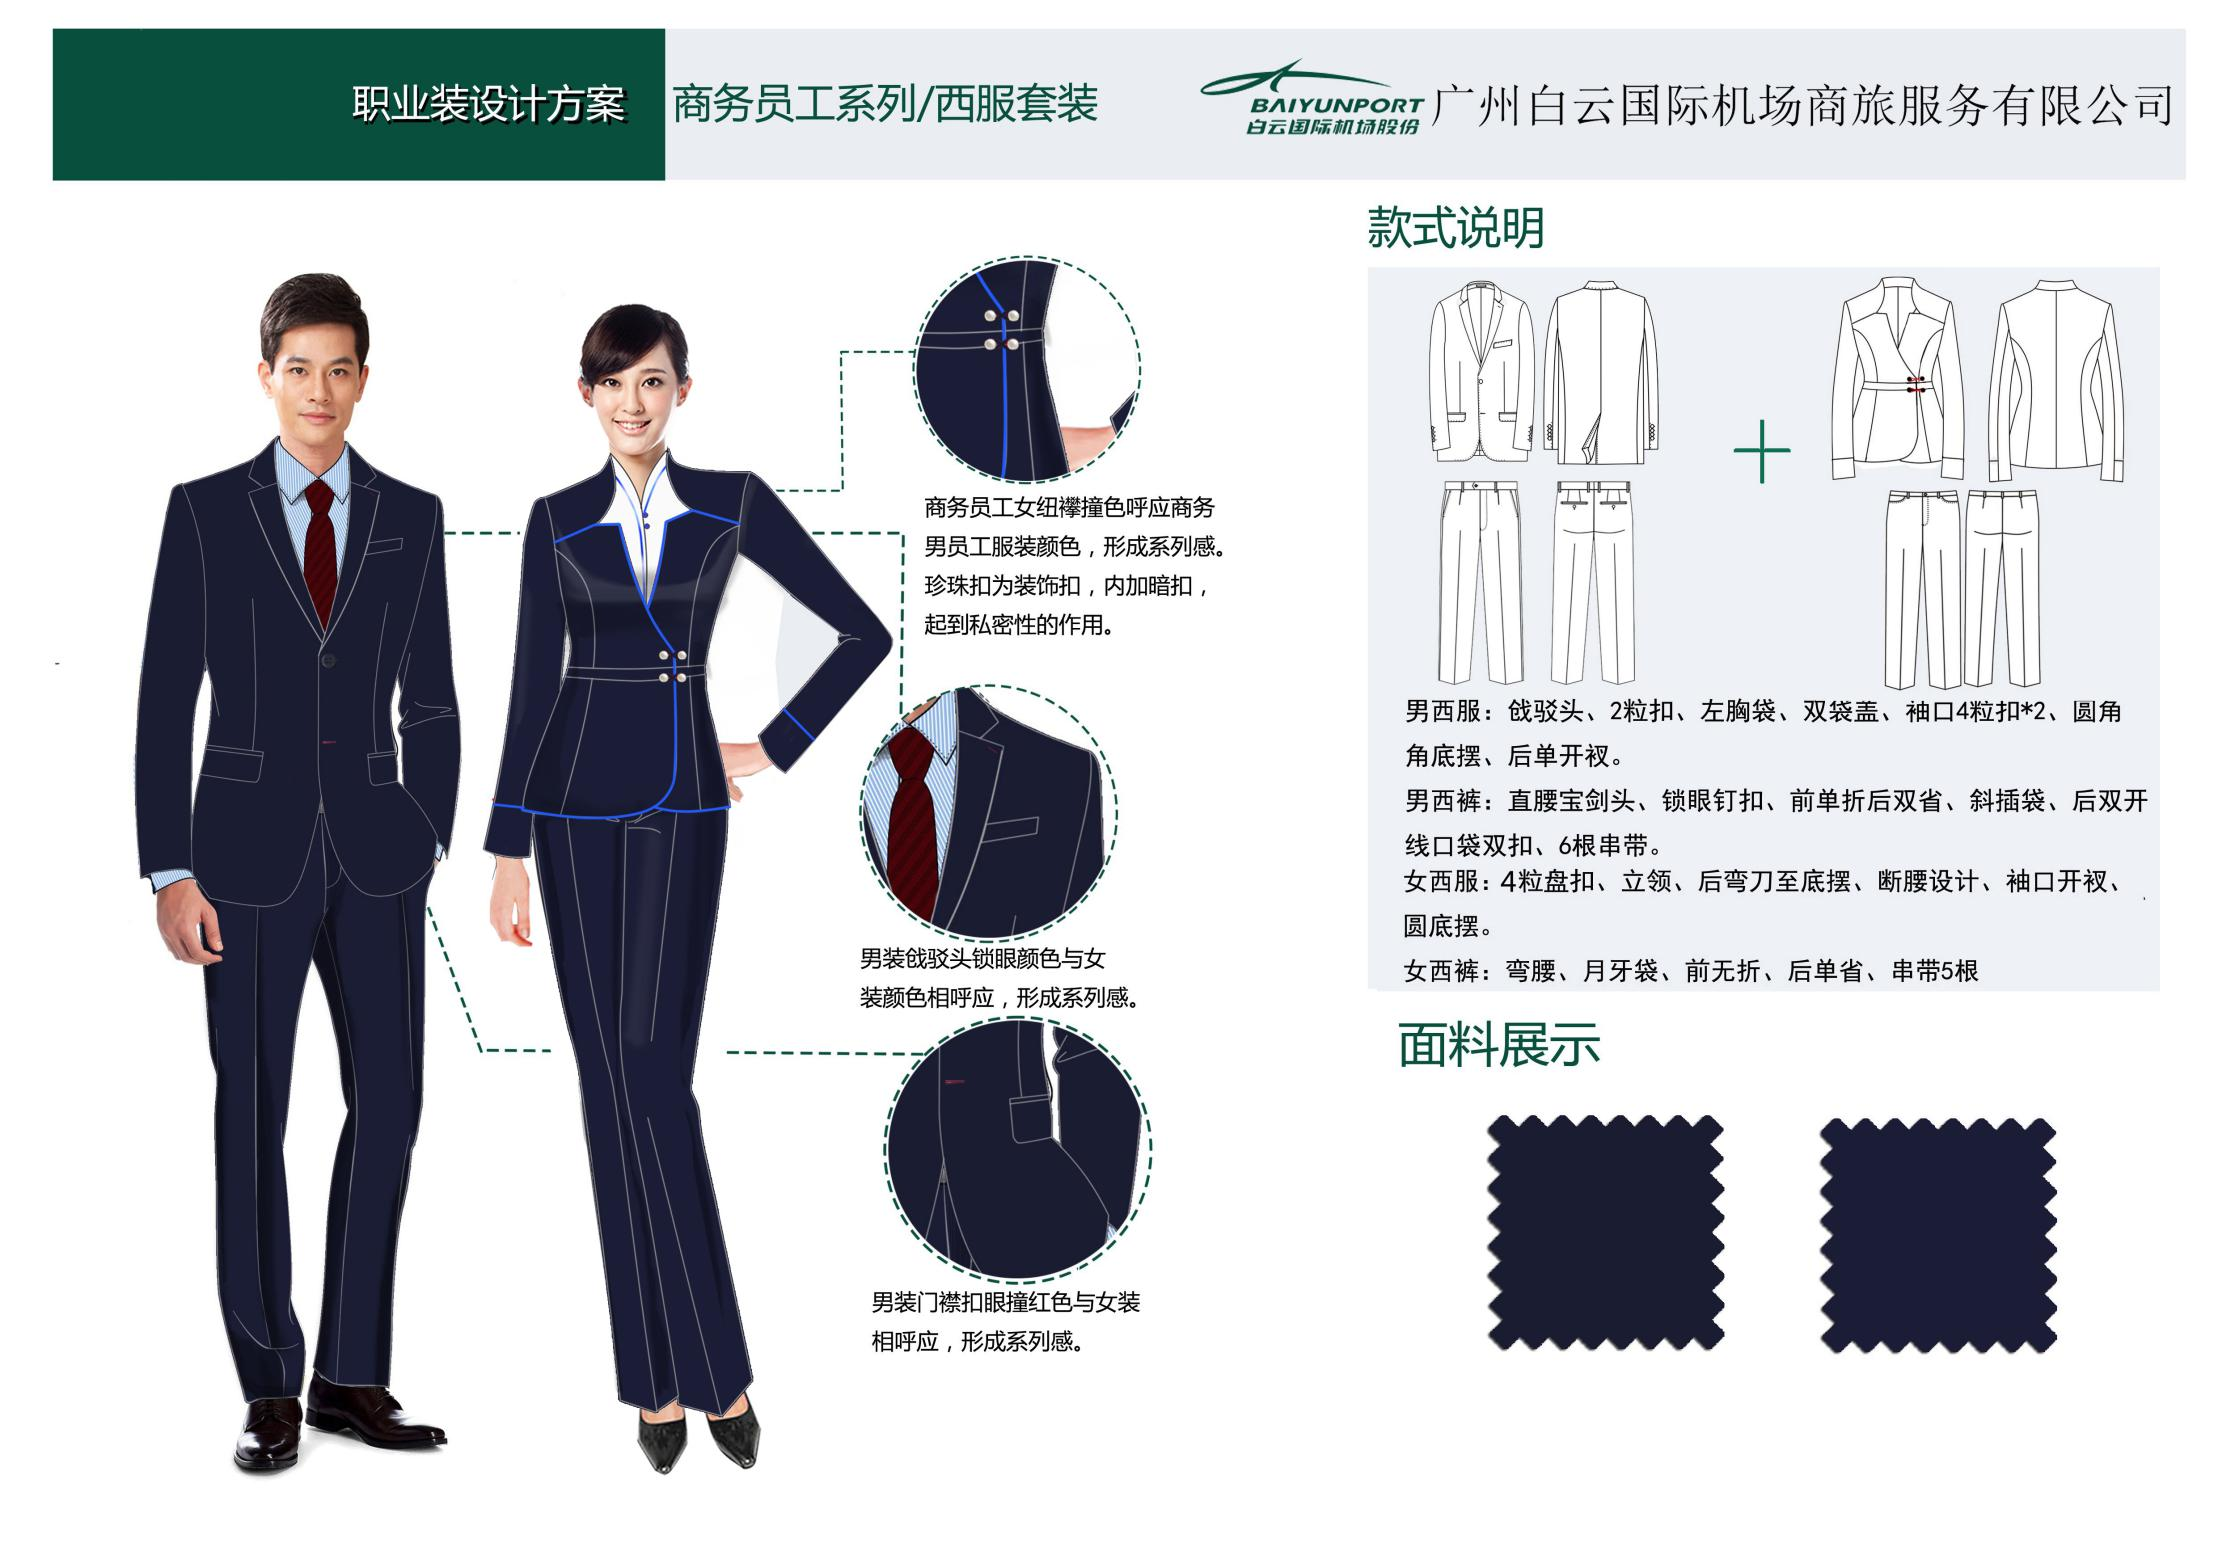 职业装设计方案
商务员工系列/西服套装
BAIYUNPORT
白云国际机场股份
广州白云国际机场商旅服务有限公司
商务员工女纽襻撞色呼应商务
男员工服装颜色，形成系列感。
珍珠扣为装饰扣，内加暗扣，
起到私密性的作用。
男装戗驳头锁眼颜色与女
装颜色相呼应，形成系列感。
男装门襟扣眼撞红色与女装
相呼应，形成系列感。
款式说明
男西服：戗驳头、2粒扣、左胸袋、双袋盖、袖口4粒扣*2、圆角
角底摆、后单开衩。
男西裤：直腰宝剑头、锁眼钉扣、前单折后双省、斜插袋、后双开
线口袋双扣、6根串带。
女西服：4粒盘扣、立领、后弯刀至底摆、断腰设计、袖口开衩、
圆底摆。
女西裤：弯腰、月牙袋、前无折、后单省、串带5根
面料展示